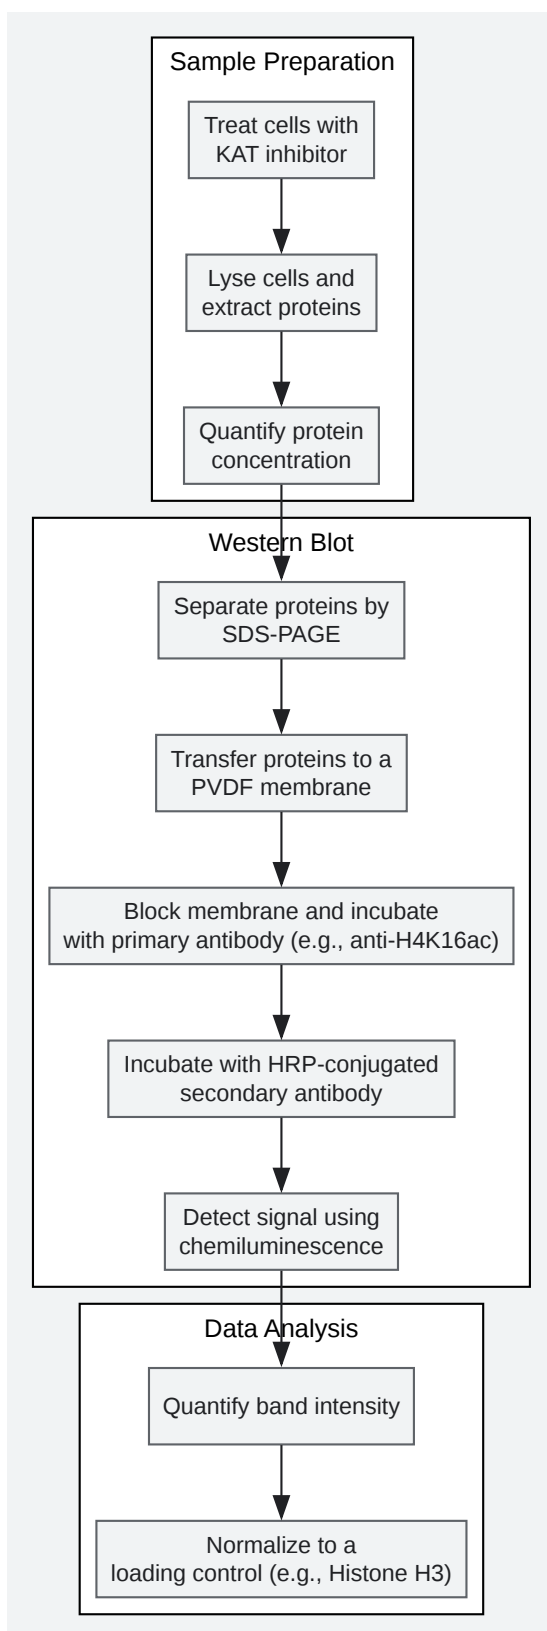 Sample Preparation
Treat cells with
KAT inhibitor
Lyse cells and
extract proteins
Quantify protein
concentration
Western Blot
Separate proteins by
SDS-PAGE
Transfer proteins to a
PVDF membrane
Block membrane and incubate
with primary antibody (e.g., anti-H4K16ac)
Incubate with HRP-conjugated
secondary antibody
Detect signal using
chemiluminescence
Data Analysis
Quantify band intensity
Normalize to a
loading control (e.g., Histone H3)